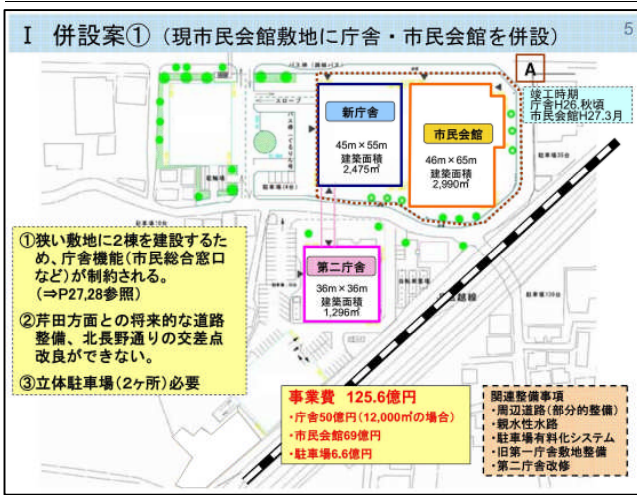 Ⅰ 併設案①（現市民会館敷地に庁舎・市民会館を併設）
5
A
竣工時期
庁舎H26.秋頃
市民会館H27.3月
スロープ
新庁舎
45m×55m
建築面積
2,475㎡
市民会館
46m×65m
建築面積
2,990㎡
第二庁舎
36m×36m
建築面積
1,296㎡
①狭い敷地に2棟を建設するた
め、庁舎機能（市民総合窓口
など）が制約される。
（⇒P27,28参照）
②芹田方面との将来的な道路
整備、北長野通りの交差点
改良ができない。
③立体駐車場（2ヶ所）必要
事業費 125.6億円
・庁舎50億円（12,000㎡の場合）
・市民会館69億円
・駐車場6.6億円
関連整備事項
・周辺道路（部分的整備）
・親水性水路
・駐車場有料化システム
・旧第一庁舎敷地整備
・第二庁舎改修